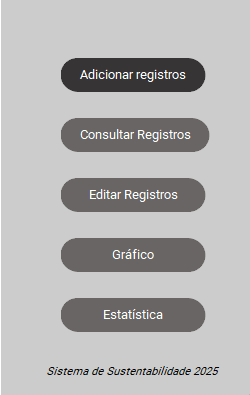 Adicionar registros
Consultar Registros
Editar Registros
Gráfico
Estatística
Sistema de Sustentabilidade 2025